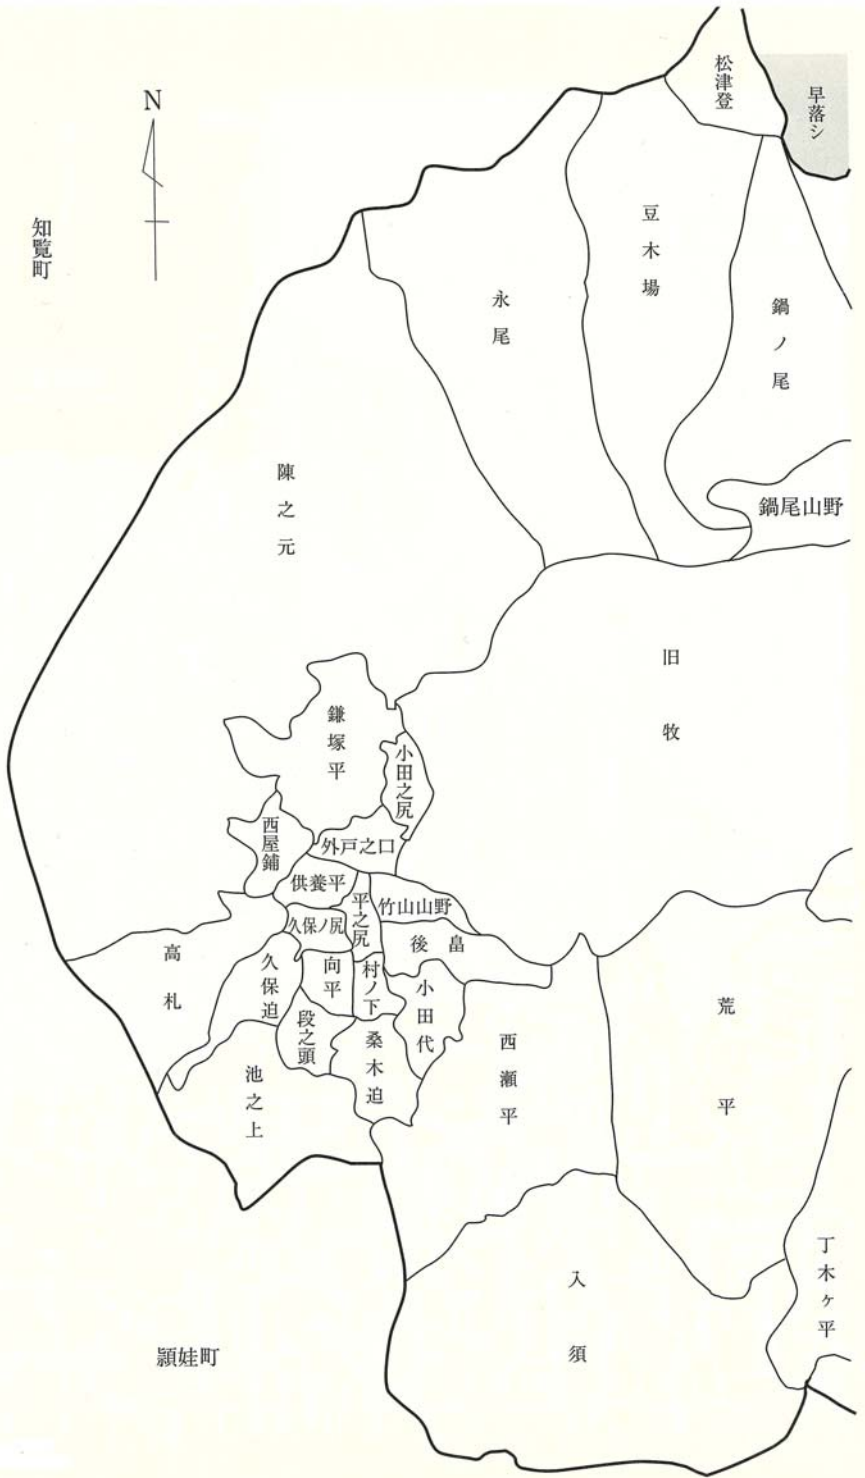 N
知覧町
松津登
早落シ
豆木場
永尾
鍋ノ尾
陳之元
鍋尾山野
旧牧
鎌塚平
小田之尻
西屋鋪
外戸之口
供養平
平之尻
竹山山野
久保ノ尻
後畠
高札
久保迫
向平
村ノ下
小田代
段之頭
桑木迫
西瀬平
荒平
池之上
入須
丁木ヶ平
頴娃町